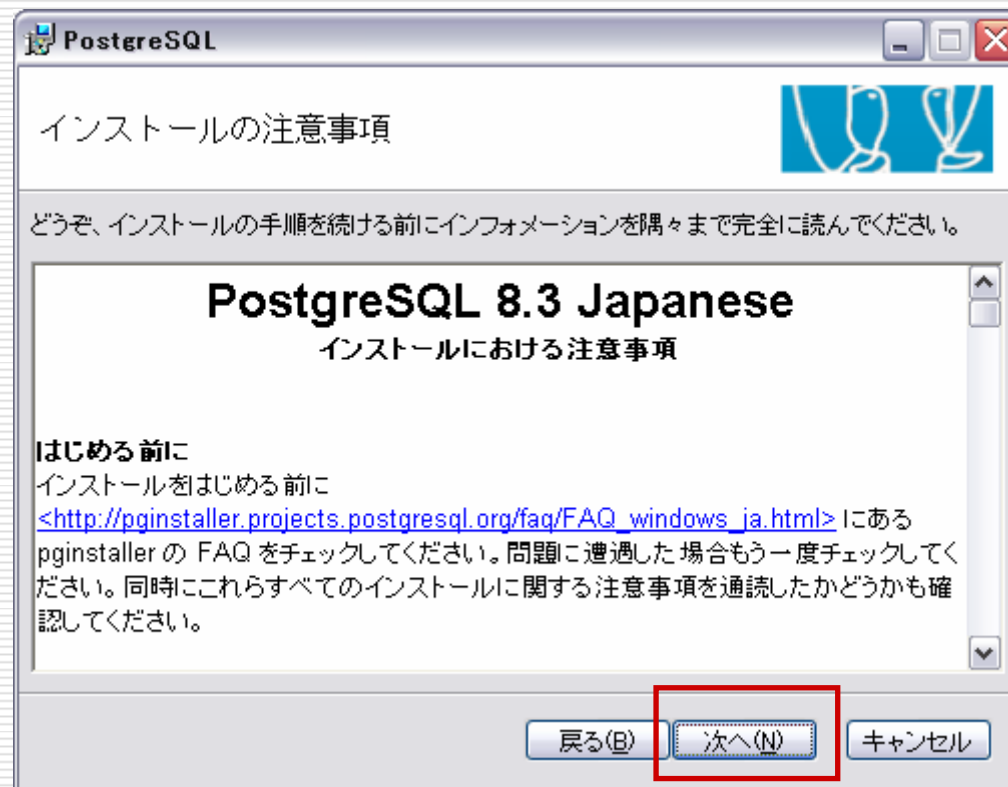 PostgreSQL
インストールの注意事項
どうぞ、インストールの手順を続ける前にインフォメーションを隅々まで完全に読んでください。
PostgreSQL 8.3 Japanese
インストールにおける注意事項
はじめる前に
インストールをはじめる前に
<http://pginstaller.projects.postgresql.org/faq/FAQ_windows_ja.html> にある
pginstaller の FAQ をチェックしてください。問題に遭遇した場合もう一度チェックしてく
ださい。同時にこれらすべてのインストールに関する注意事項を通読したかどうかも確
認してください。
戻る(B) 次へ(N) キャンセル